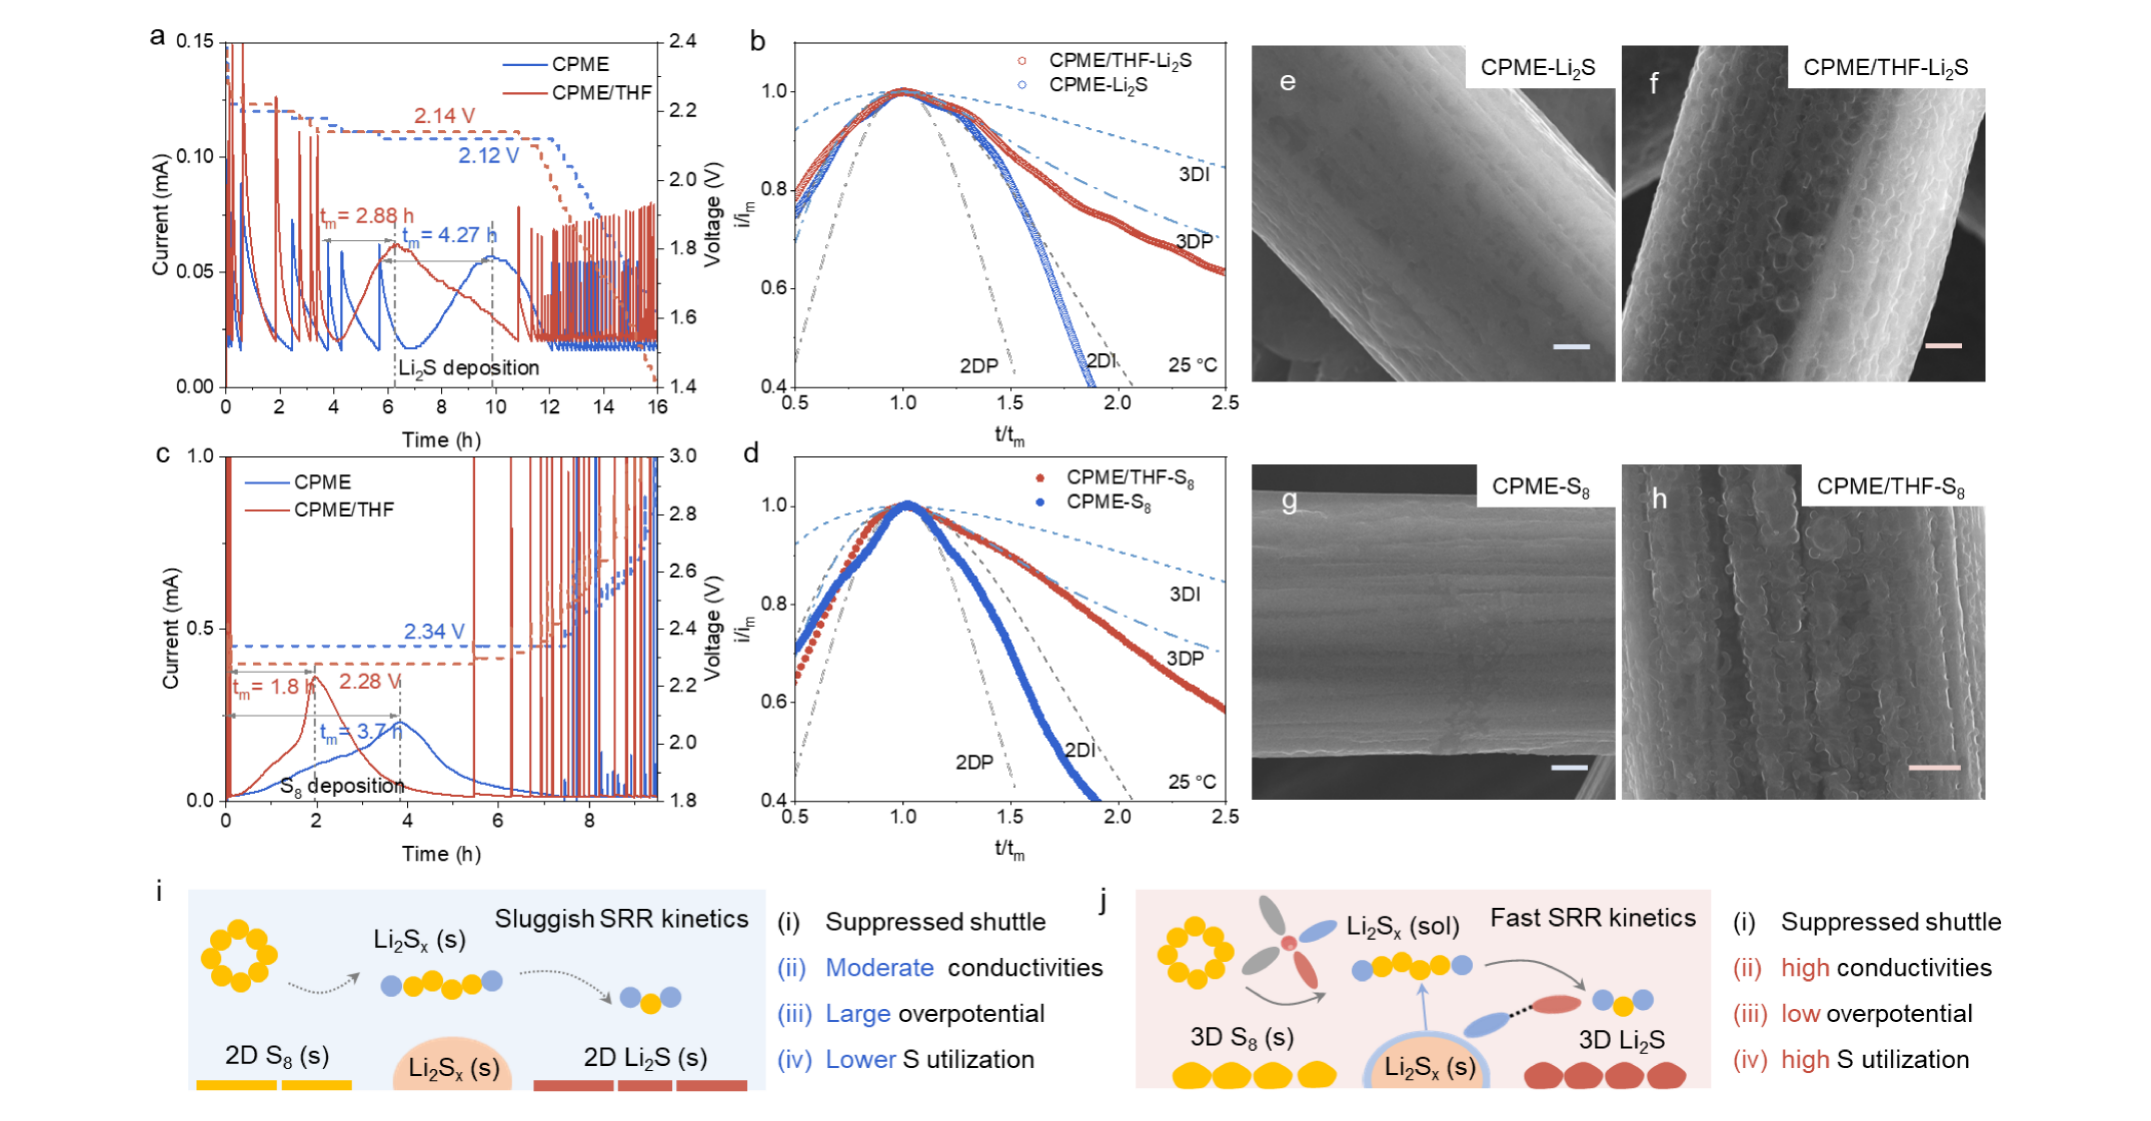 a
0.15
0.10
0.05
0.00
Current (mA)
2.4
2.2
2.0
1.8
1.6
1.4
Voltage (V)
CPME
CPME/THF
2.14 V
2.12 V
tm= 2.88 h
tm= 4.27 h
Li2S deposition
0 2 4 6 8 10 12 14 16
Time (h)
b
1.0
0.8
0.6
0.4
i/im
CPME/THF-Li2S
CPME-Li2S
3DI
3DP
2DP
2DI
25 °C
0.5 1.0 1.5 2.0 2.5
t/tm
e
CPME-Li2S
f
CPME/THF-Li2S
c
1.0
0.5
0.0
Current (mA)
3.0
2.8
2.6
2.4
2.2
2.0
1.8
Voltage (V)
CPME
CPME/THF
2.34 V
tm= 1.8 h
2.28 V
tm= 3.7 h
S8 deposition
0 2 4 6 8
Time (h)
d
1.0
0.8
0.6
0.4
i/im
CPME/THF-S8
CPME-S8
3DI
3DP
2DP
2DI
25 °C
0.5 1.0 1.5 2.0 2.5
t/tm
g
CPME-S8
h
CPME/THF-S8
i
Sluggish SRR kinetics
Li2Sx (s)
2D S8 (s)
Li2Sx (s)
2D Li2S (s)
(i) Suppressed shuttle
(ii) Moderate conductivities
(iii) Large overpotential
(iv) Lower S utilization
j
Li2Sx (sol)
Fast SRR kinetics
3D S8 (s)
Li2Sx (s)
3D Li2S
(i) Suppressed shuttle
(ii) high conductivities
(iii) low overpotential
(iv) high S utilization